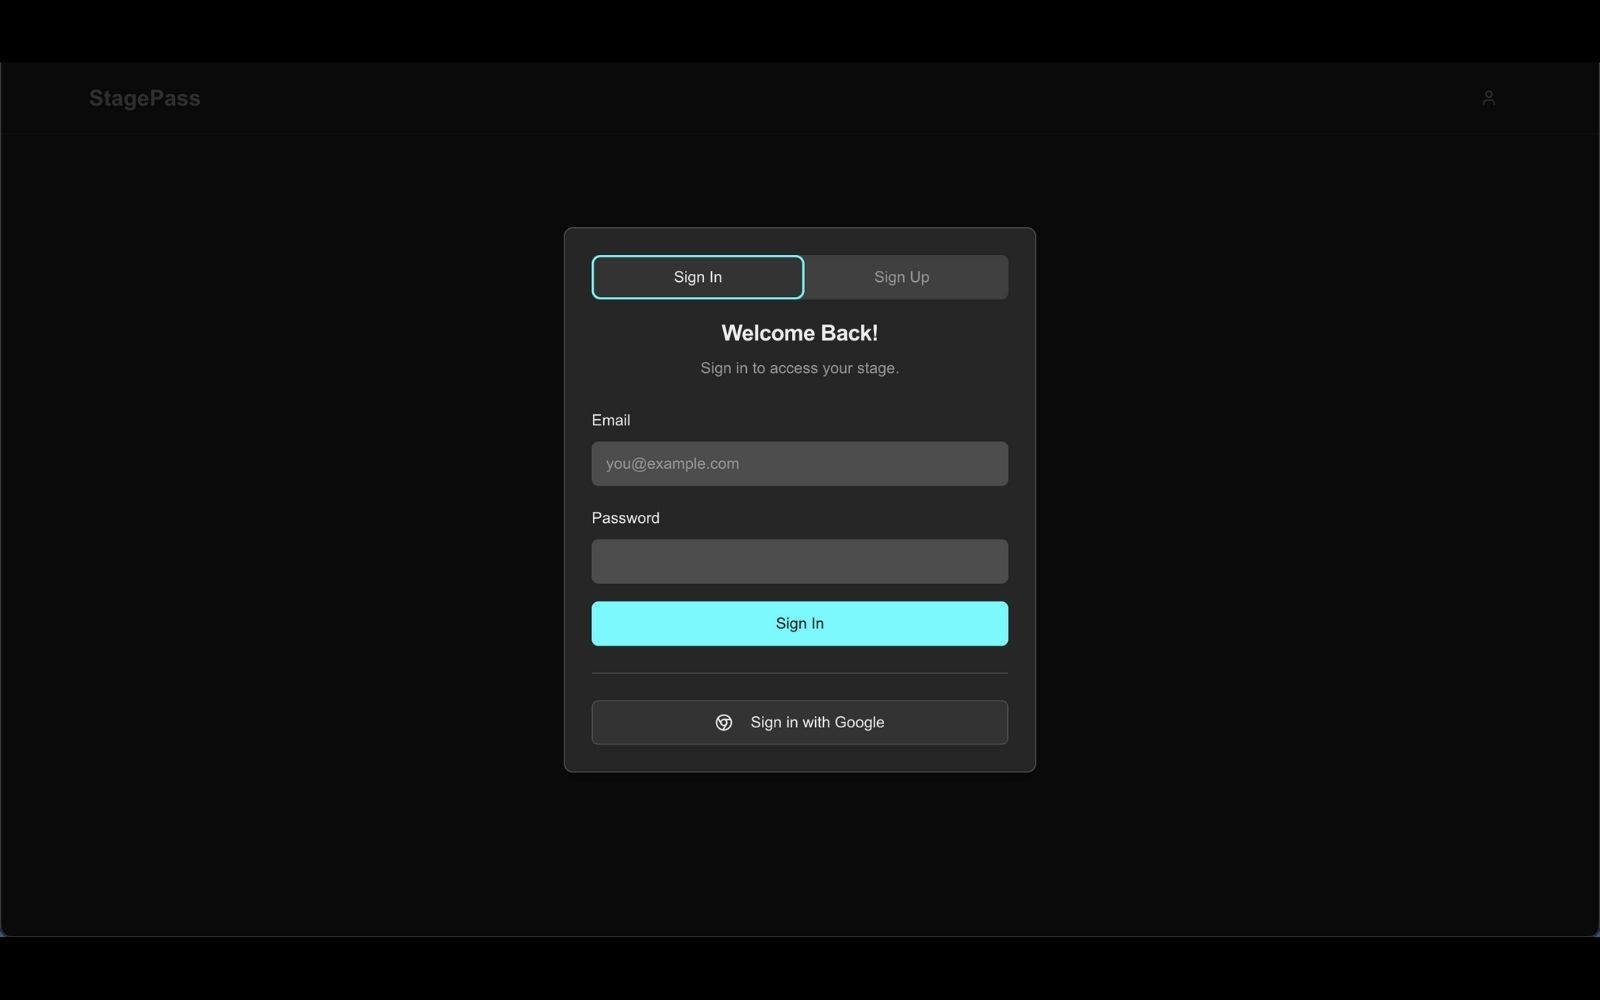 StagePass
Sign In
Sign Up
Welcome Back!
Sign in to access your stage.
Email
you@example.com
Password
Sign In
Sign in with Google